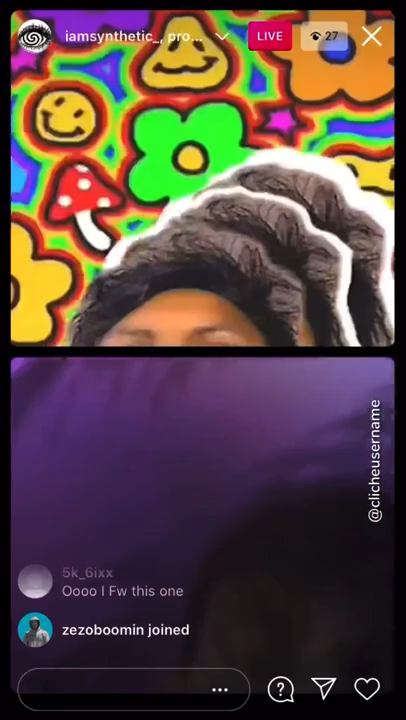 iamsynthetic_, pro...
LIVE
27
@clicheusername
5k_6ixx
Oooo I Fw this one
zezoboomin joined